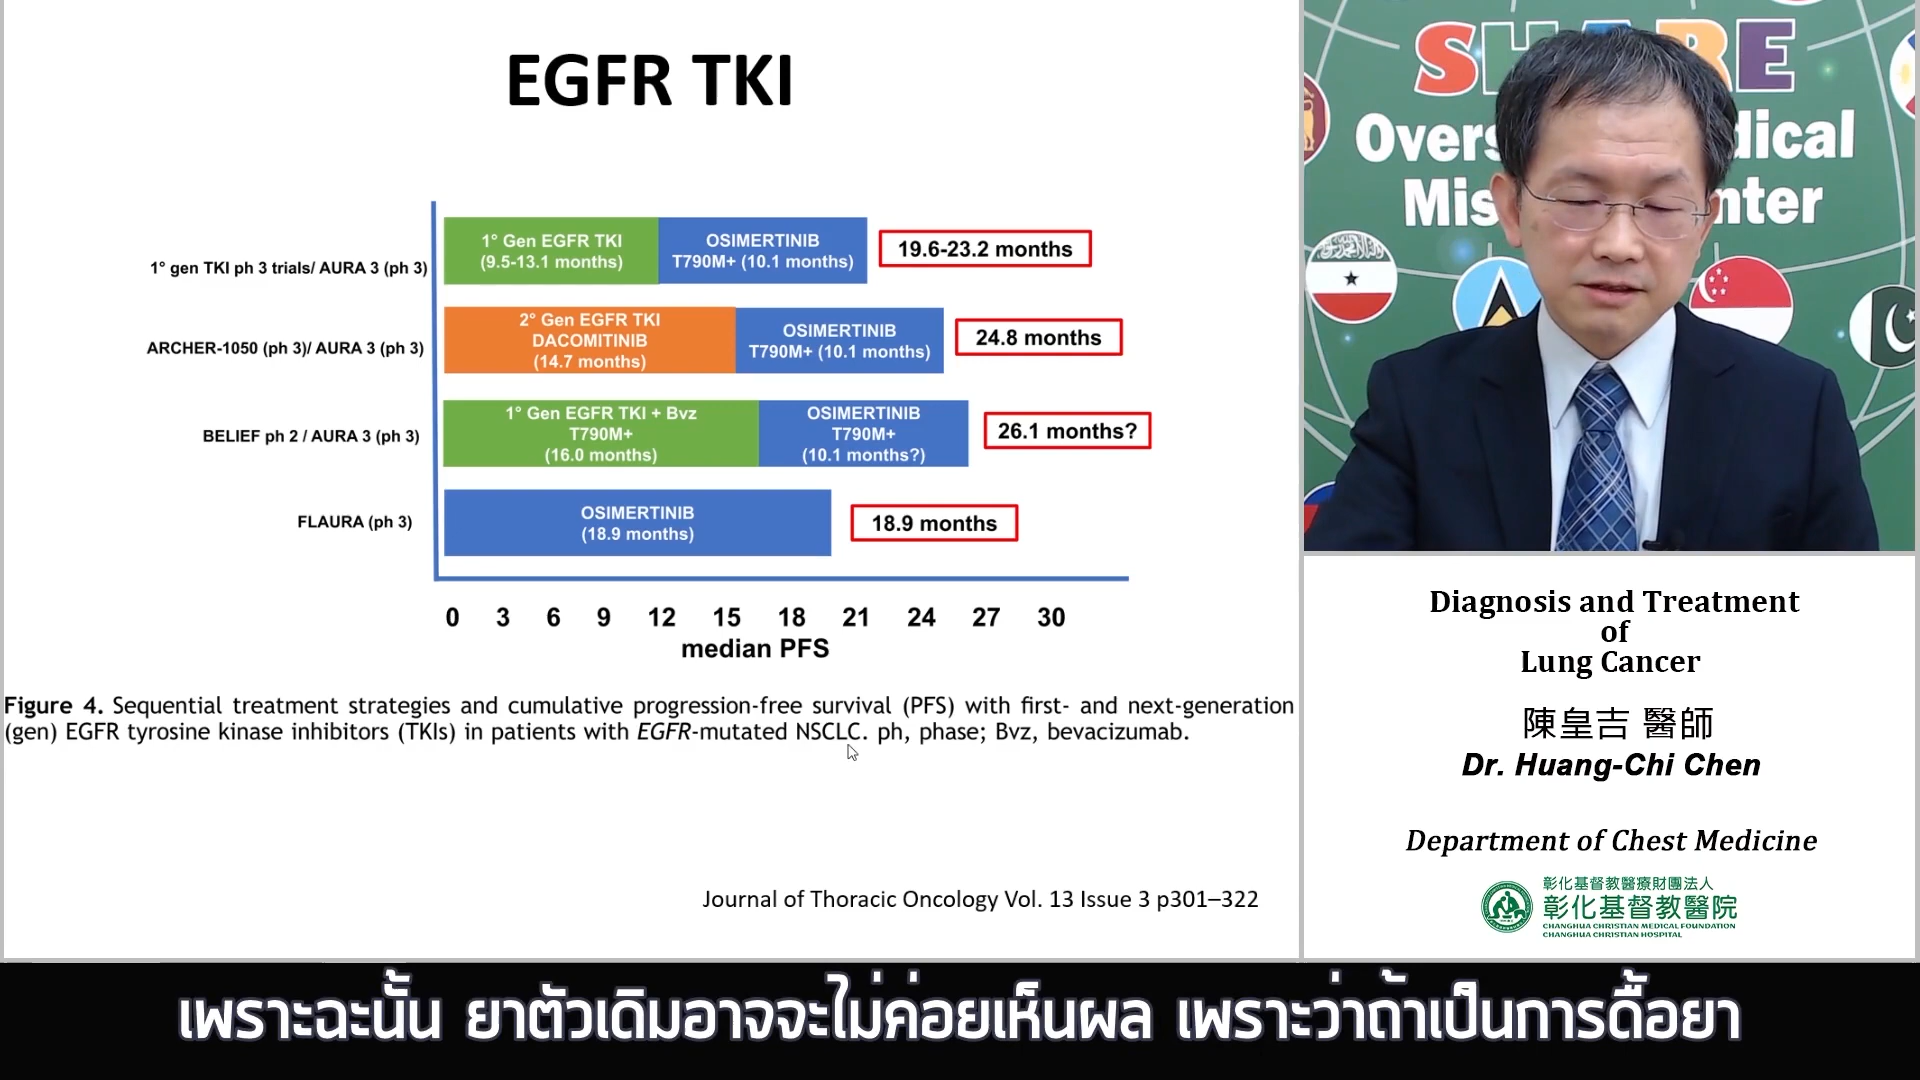 EGFR TKI
1° gen TKI ph 3 trials/ AURA 3 (ph 3)
1° Gen EGFR TKI
(9.5-13.1 months)
OSIMERTINIB
T790M+ (10.1 months)
19.6-23.2 months
ARCHER-1050 (ph 3)/ AURA 3 (ph 3)
2° Gen EGFR TKI
DACOMITINIB
(14.7 months)
OSIMERTINIB
T790M+ (10.1 months)
24.8 months
BELIEF ph 2 / AURA 3 (ph 3)
1° Gen EGFR TKI + Bvz
T790M+
(16.0 months)
OSIMERTINIB
T790M+
(10.1 months?)
26.1 months?
FLAURA (ph 3)
OSIMERTINIB
(18.9 months)
18.9 months
0 3 6 9 12 15 18 21 24 27 30
median PFS
Figure 4. Sequential treatment strategies and cumulative progression-free survival (PFS) with first- and next-generation
(gen) EGFR tyrosine kinase inhibitors (TKIs) in patients with EGFR-mutated NSCLC. ph, phase; Bvz, bevacizumab.
Journal of Thoracic Oncology Vol. 13 Issue 3 p301–322
Diagnosis and Treatment
of
Lung Cancer
陳皇吉 醫師
Dr. Huang-Chi Chen
Department of Chest Medicine
彰化基督教醫療財團法人
彰化基督教醫院
CHANGHUA CHRISTIAN MEDICAL FOUNDATION
CHANGHUA CHRISTIAN HOSPITAL
เพราะฉะนั้น ยาตัวเดิมอาจจะไม่ค่อยเห็นผล เพราะว่าถ้าเป็นการดื้อยา